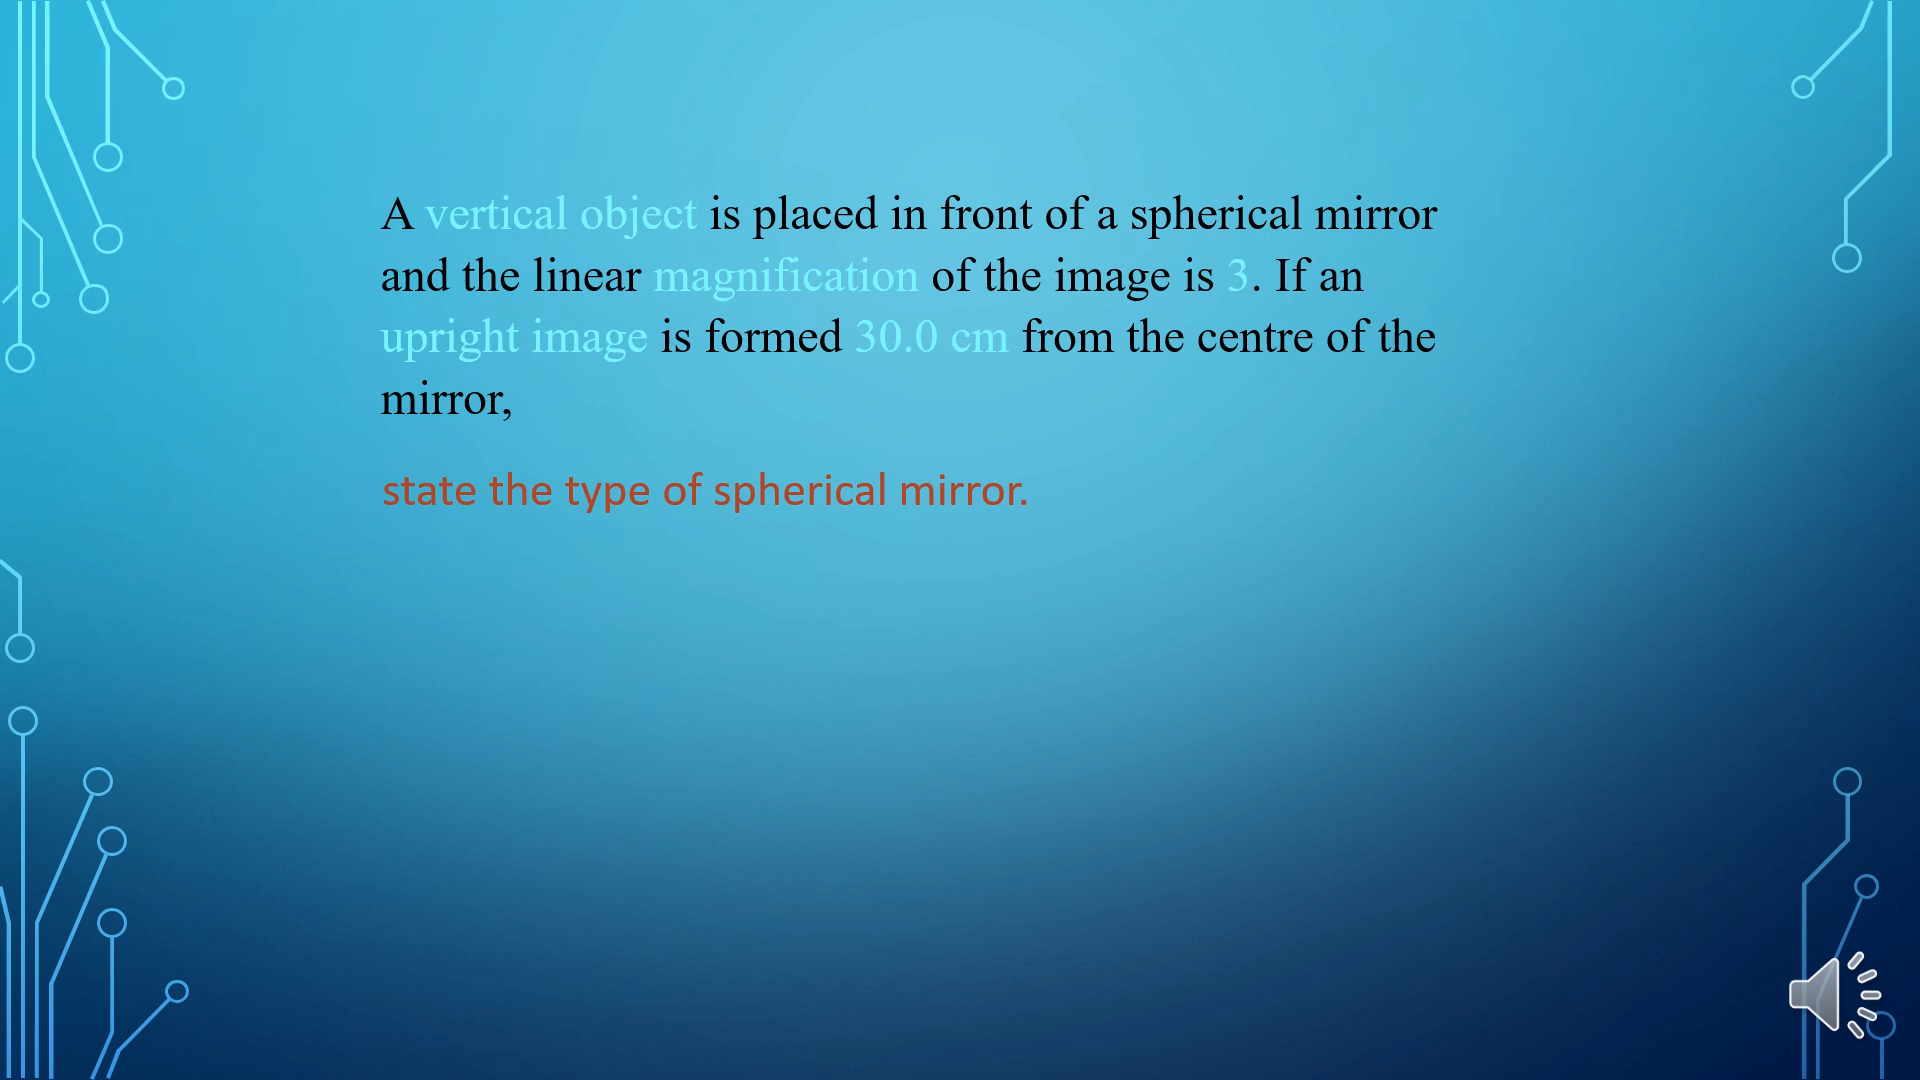 A vertical object is placed in front of a spherical mirror
and the linear magnification of the image is 3. If an
upright image is formed 30.0 cm from the centre of the
mirror,
state the type of spherical mirror.